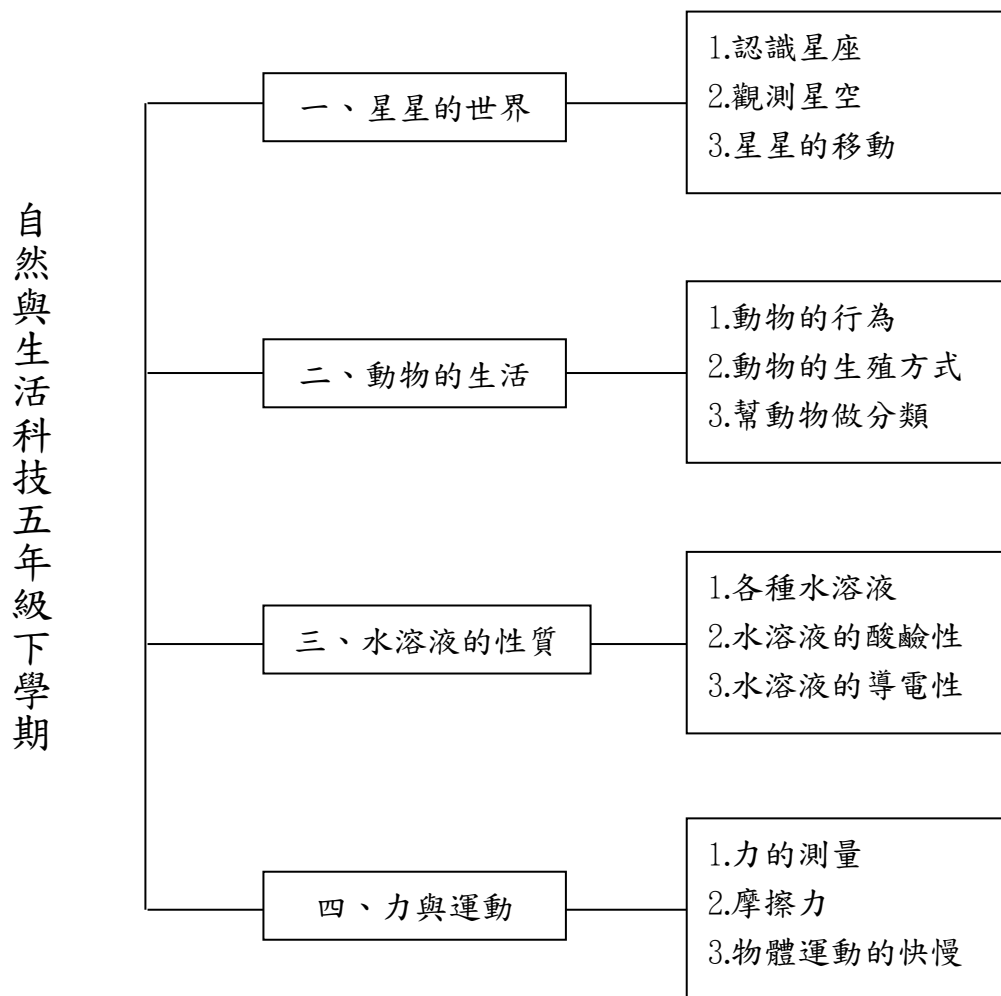 自然與生活科技五年級下學期
一、星星的世界
1.認識星座
2.觀測星空
3.星星的移動
二、動物的生活
1.動物的行為
2.動物的生殖方式
3.幫動物做分類
三、水溶液的性質
1.各種水溶液
2.水溶液的酸鹼性
3.水溶液的導電性
四、力與運動
1.力的測量
2.摩擦力
3.物體運動的快慢